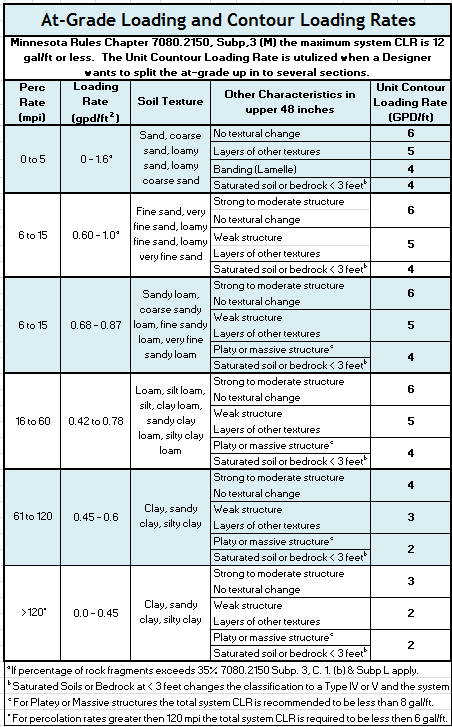 At-Grade Loading and Contour Loading Rates
Minnesota Rules Chapter 7080.2150, Subp,3 (M) the maximum system CLR is 12
gal/ft or less. The Unit Countour Loading Rate is utulized when a Designer
wants to split the at-grade up in to several sections.
Perc Rate (mpi) Loading Rate (gpd/ft²) Soil Texture Other Characteristics in upper 48 inches Unit Contour Loading Rate (GPD/ft)
0 to 5 0 - 1.6ᵃ Sand, coarse sand, loamy sand, loamy coarse sand
No textural change 6
Layers of other textures 5
Banding (Lamelle) 4
Saturated soil or bedrock < 3 feetᵇ 4
6 to 15 0.60 - 1.0ᵃ Fine sand, very fine sand, loamy fine sand, loamy very fine sand
Strong to moderate structure
No textural change 6
Weak structure
Layers of other textures 5
Saturated soil or bedrock < 3 feetᵇ 4
6 to 15 0.68 - 0.87 Sandy loam, coarse sandy loam, fine sandy loam, very fine sandy loam
Strong to moderate structure
No textural change 6
Weak structure
Layers of other textures 5
Platy or massive structureᶜ
Saturated soil or bedrock < 3 feetᵇ 4
16 to 60 0.42 to 0.78 Loam, silt loam, silt, clay loam, sandy clay loam, silty clay loam
Strong to moderate structure
No textural change 6
Weak structure
Layers of other textures 5
Platy or massive structureᶜ
Saturated soil or bedrock < 3 feetᵇ 4
61 to 120 0.45 - 0.6 Clay, sandy clay, silty clay
Strong to moderate structure
No textural change 4
Weak structure
Layers of other textures 3
Platy or massive structureᶜ
Saturated soil or bedrock < 3 feetᵇ 2
>120* 0.0 - 0.45 Clay, sandy clay, silty clay
Strong to moderate structure
No textural change 3
Weak structure
Layers of other textures 2
Platy or massive structureᶜ
Saturated soil or bedrock < 3 feetᵇ 2
ᵃIf percentage of rock fragments exceeds 35% 7080.2150 Subp. 3, C. 1. (b) & Sub L apply.
ᵇ Saturated Soils or Bedrock at < 3 feet changes the classification to a Type IV or V and the system
ᶜ For Platey or Massive structures the total system CLR is recommended to be less than 8 gal/ft.
* For percolation rates greater then 120 mpi the total system CLR is required to be less then 6 gal/ft.